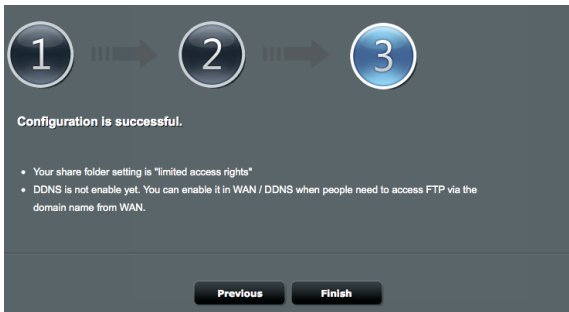 1 2 3
Configuration is successful.
• Your share folder setting is "limited access rights"
• DDNS is not enable yet. You can enable it in WAN / DDNS when people need to access FTP via the
domain name from WAN.
Previous Finish